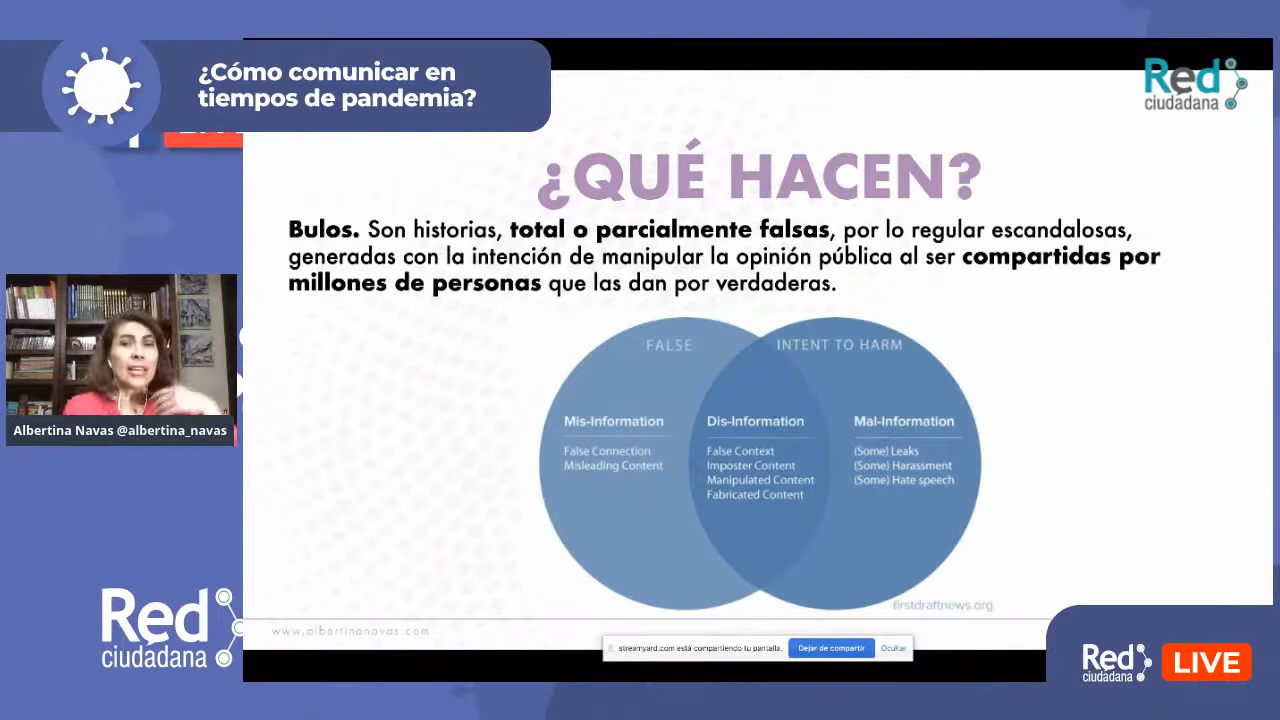 ¿Cómo comunicar en
tiempos de pandemia?
Red
ciudadana
¿QUÉ HACEN?
Bulos. Son historias, total o parcialmente falsas, por lo regular escandalosas,
generadas con la intención de manipular la opinión pública al ser compartidas por
millones de personas que las dan por verdaderas.
FALSE
INTENT TO HARM
Mis-Information
False Connection
Misleading Content
Dis-Information
False Context
Imposter Content
Manipulated Content
Fabricated Content
Mal-Information
(Some) Leaks
(Some) Harassment
(Some) Hate speech
firstdraftnews.org
Albertina Navas @albertina_navas
Red
ciudadana
www.albertinanavas.com
streamyard.com está compartiendo tu pantalla.
Dejar de compartir
Ocultar
Red
ciudadana
LIVE